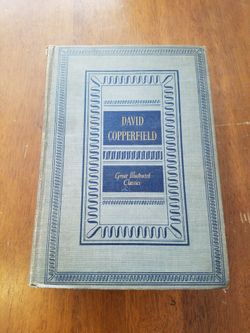 DAVID
COPPERFIELD
Great Illustrated
Classics